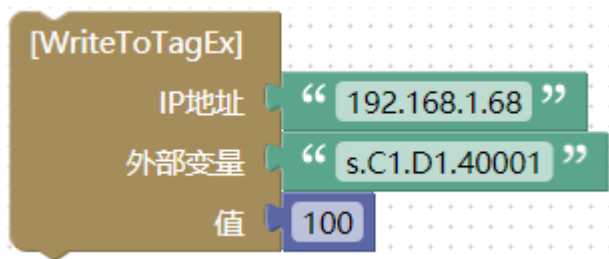 [WriteToTagEx]
IP地址 “ 192.168.1.68 ”
外部变量 “ s.C1.D1.40001 ”
值 100